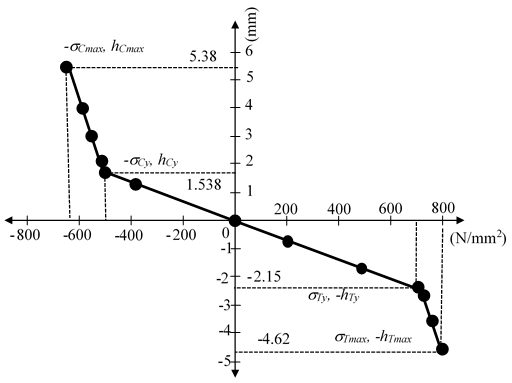 (mm)
-σCmax, hCmax
6
5.38
5
4
3
-σCy, hCy
2
1.538
1
-800 -600 -400 -200 0 200 400 600 800
(N/mm²)
-1
-2.15
-2
σTy, -hTy
-3
-4.62
σTmax, -hTmax
-4
-5